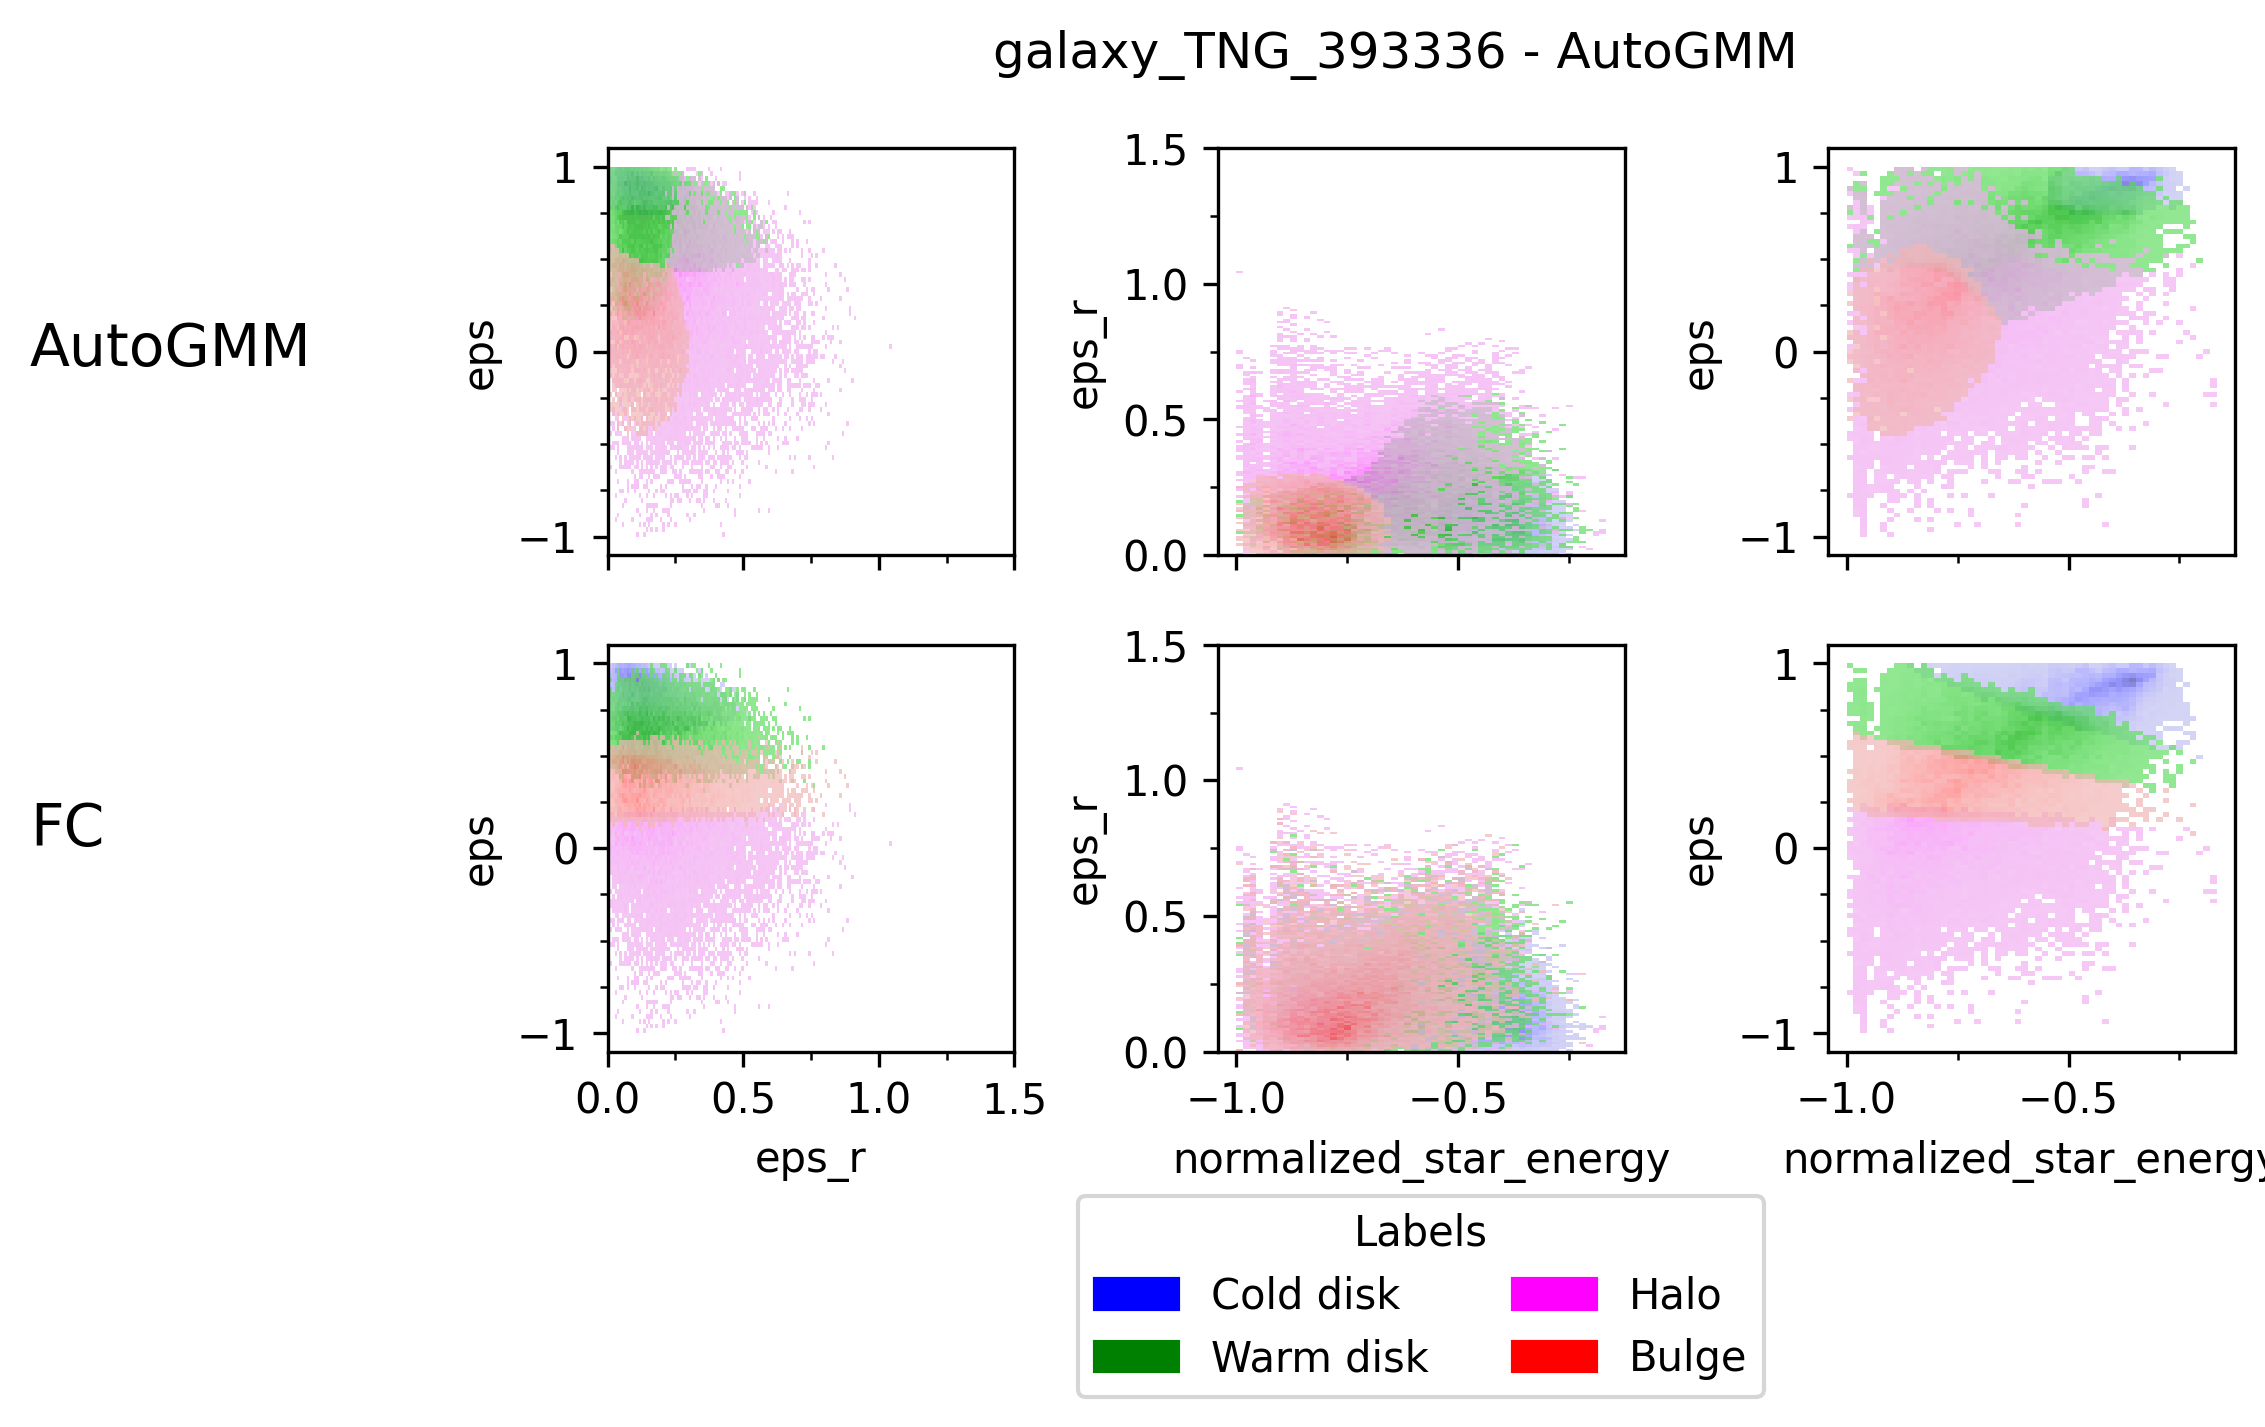 galaxy_TNG_393336 - AutoGMM
AutoGMM
eps
1
0
−1
eps_r
1.5
1.0
0.5
0.0
eps
1
0
−1
FC
eps
1
0
−1
0.0 0.5 1.0 1.5
eps_r
eps_r
1.5
1.0
0.5
0.0
−1.0 −0.5
normalized_star_energy
eps
1
0
−1
−1.0 −0.5
normalized_star_energy
Labels
Cold disk
Warm disk
Halo
Bulge